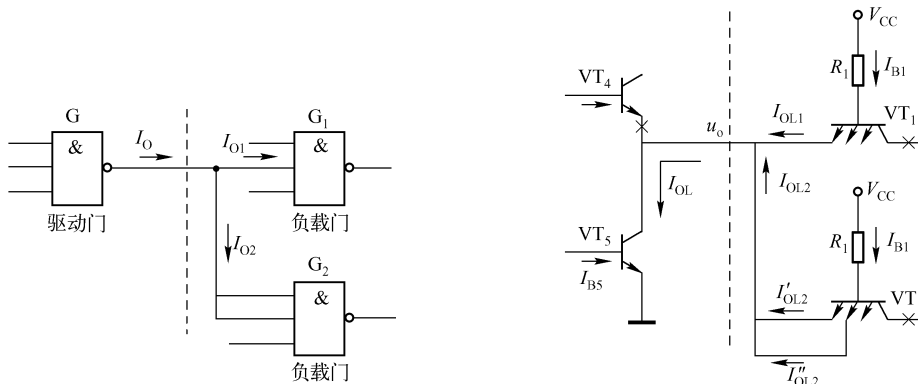 G
&
驱动门
I_O
I_O1
G_1
&
负载门
I_O2
G_2
&
负载门
VT_4
u_o
I_OL
VT_5
I_B5
V_CC
R_1
I_B1
I_OL1
VT_1
I_OL2
V_CC
R_1
I_B1
I'_OL2
VT
I''_OL2